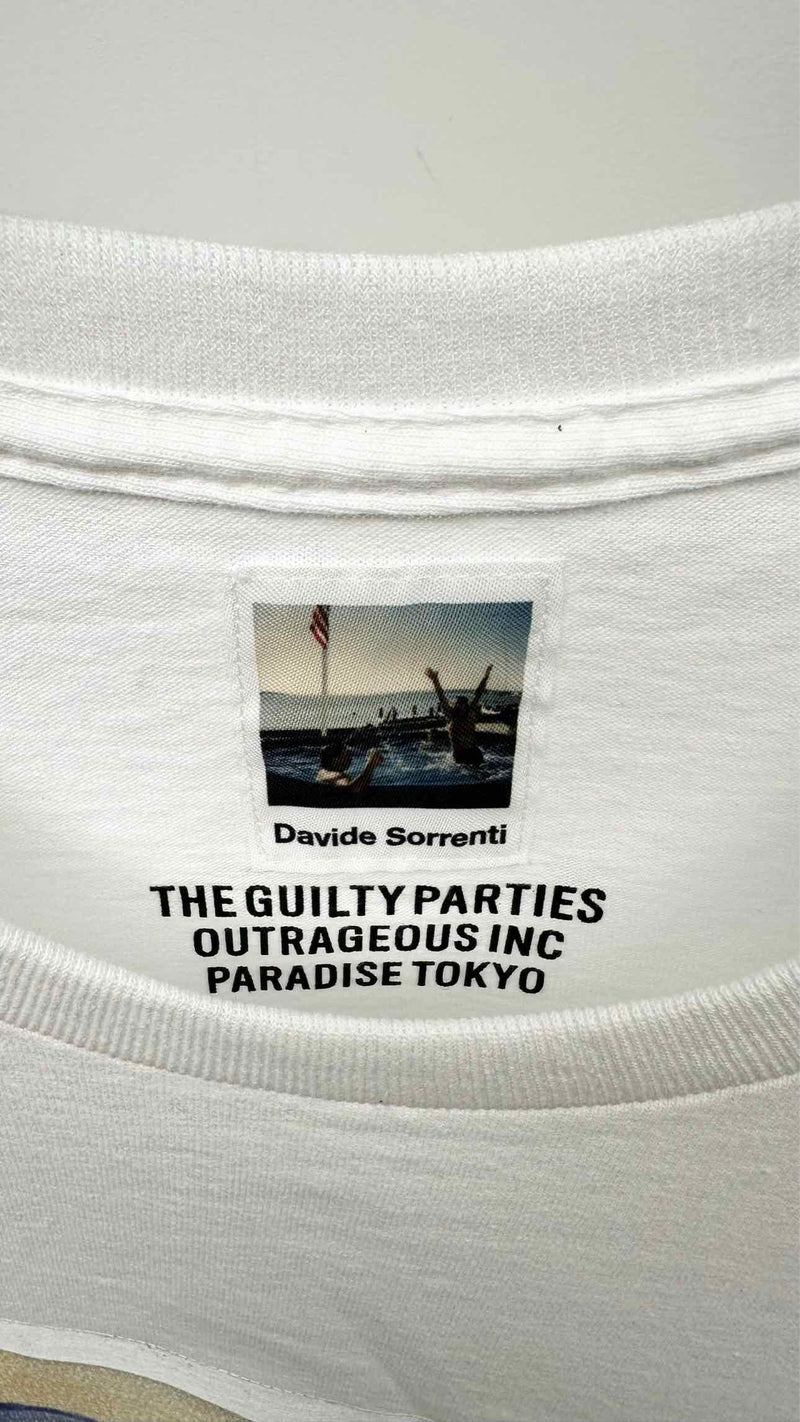 Davide Sorrenti
THE GUILTY PARTIES
OUTRAGEOUS INC
PARADISE TOKYO